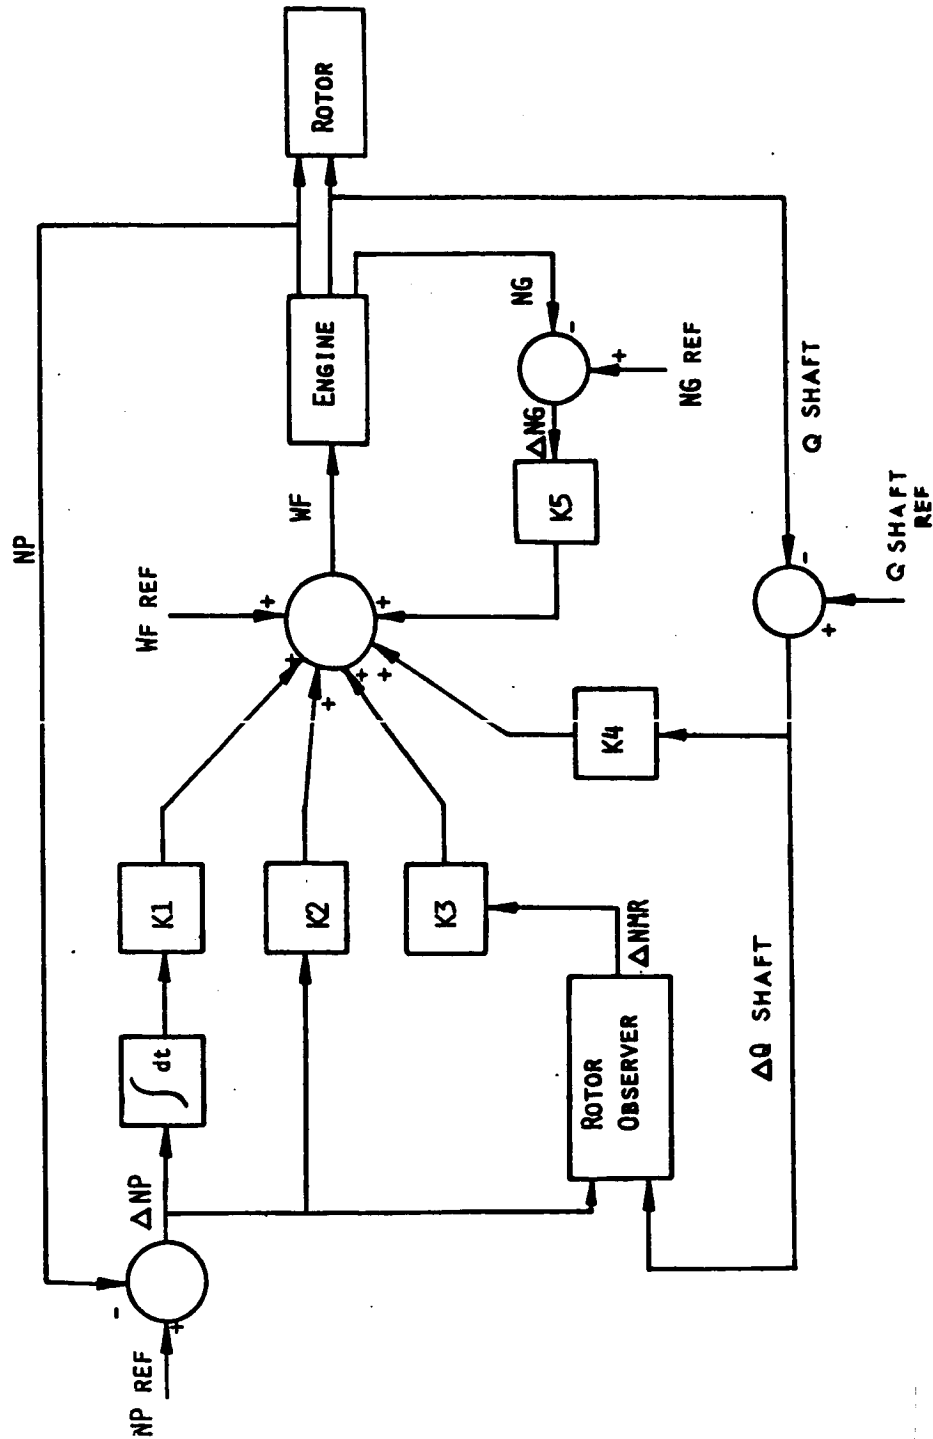 NP
WF REF
WF
ENGINE
ROTOR
NP REF
-
+
ΔNP
∫ dt
K1
+
+
K2
+
K3
+
+
+
K4
K5
ΔNG
NG
-
+
NG REF
ROTOR
OBSERVER
ΔNMR
ΔQ SHAFT
Q SHAFT
-
+
Q SHAFT
REF